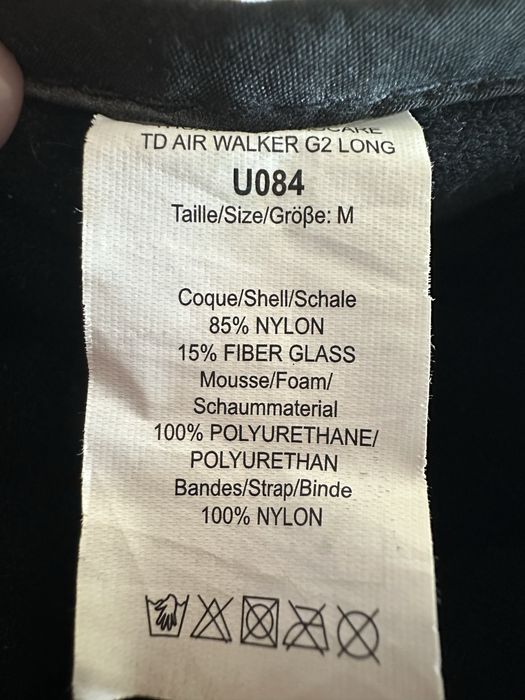 TD AIR WALKER G2 LONG
U084
Taille/Size/Größe: M
Coque/Shell/Schale
85% NYLON
15% FIBER GLASS
Mousse/Foam/
Schaummaterial
100% POLYURETHANE/
POLYURETHAN
Bandes/Strap/Binde
100% NYLON